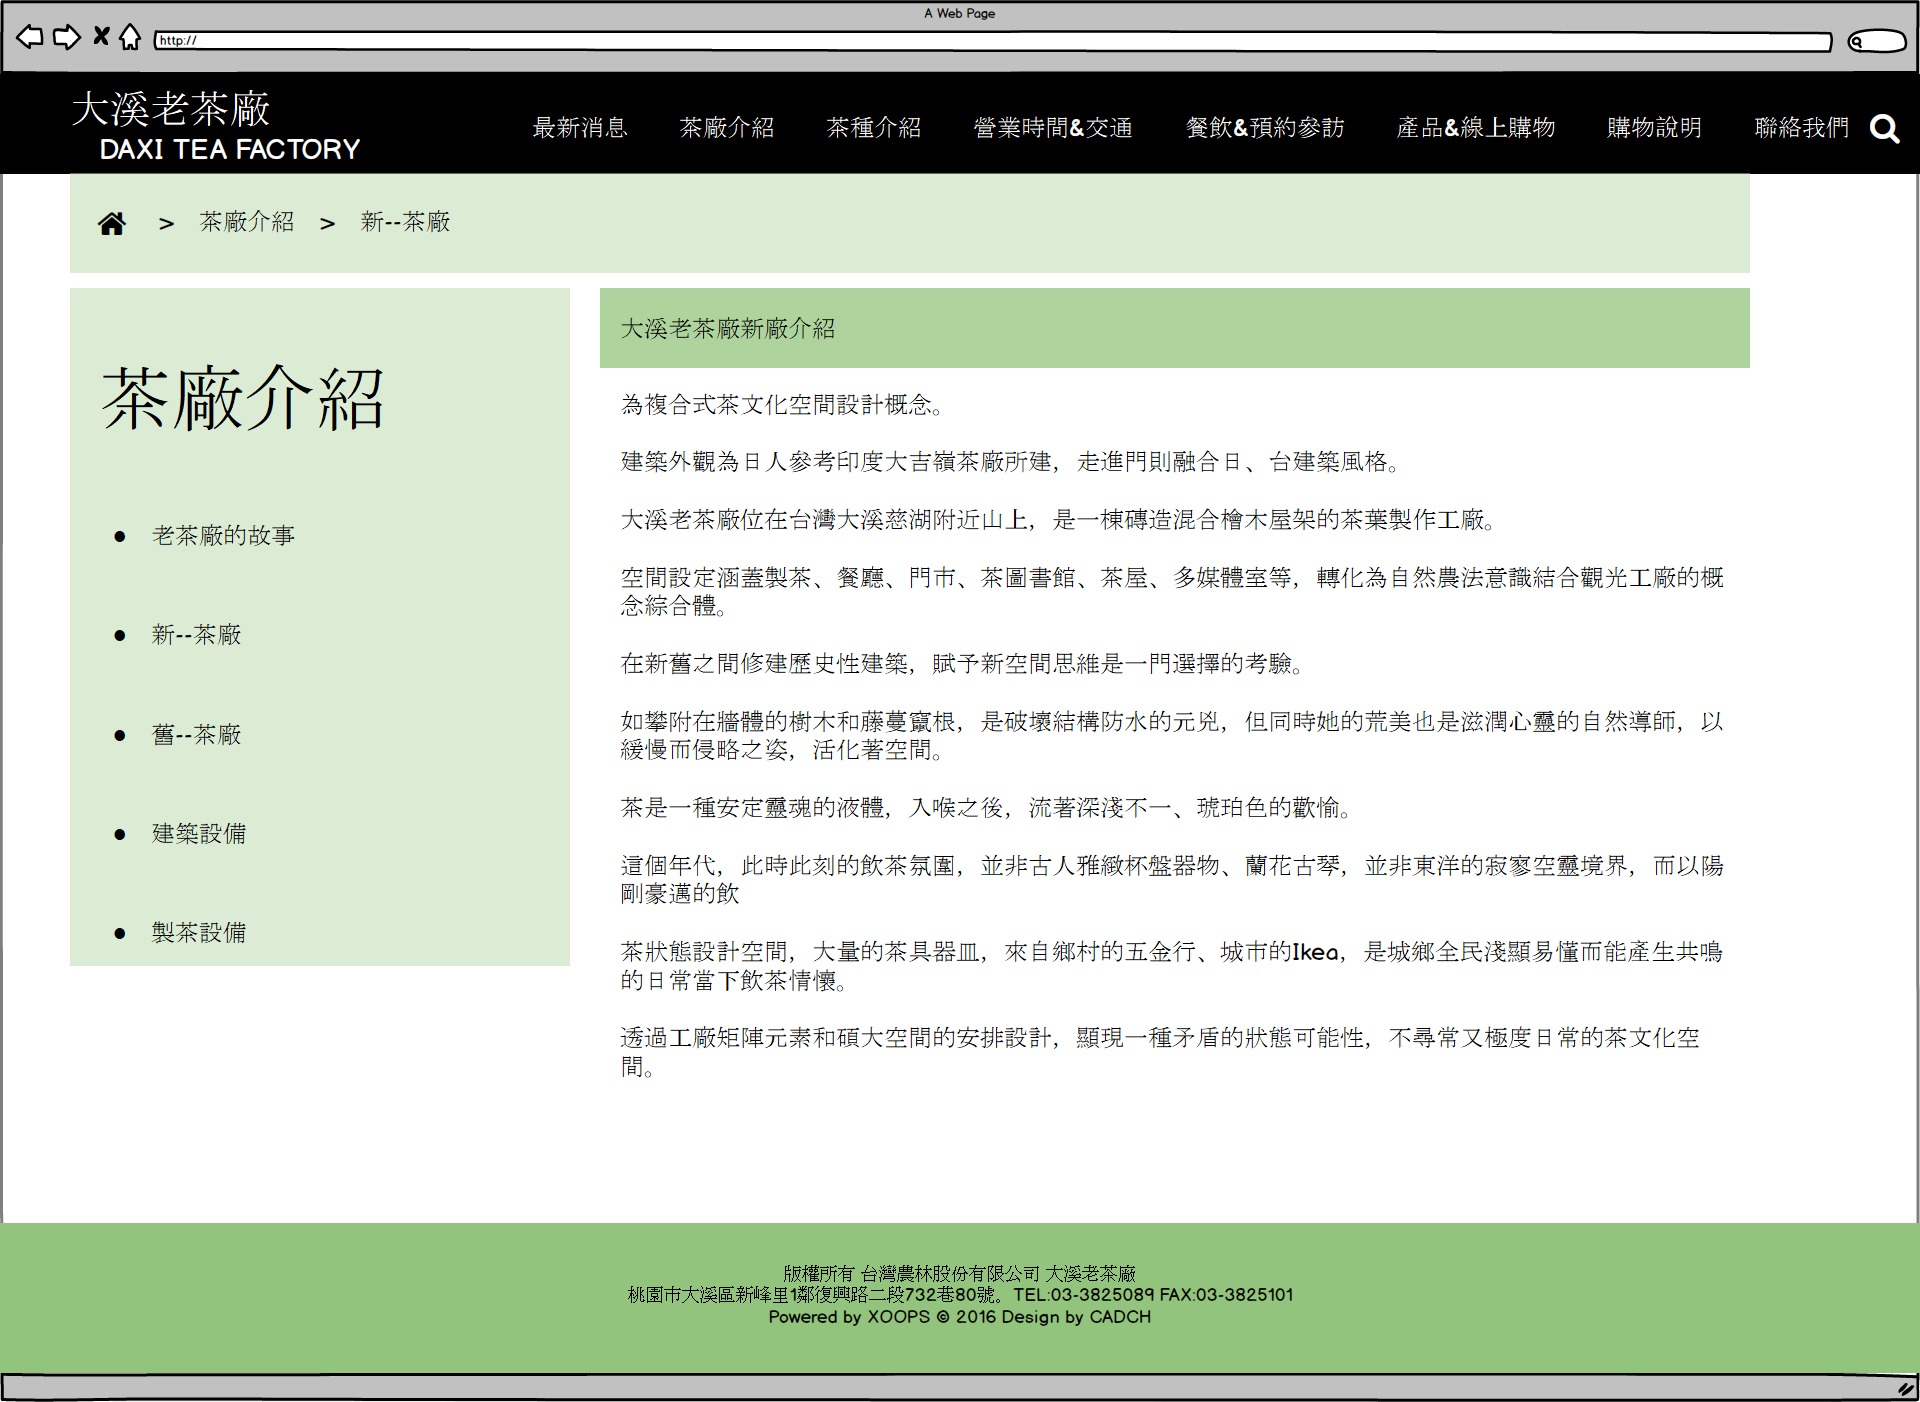 A Web Page
http://
大溪老茶廠
DAXI TEA FACTORY
最新消息 茶廠介紹 茶種介紹 營業時間&交通 餐飲&預約參訪 產品&線上購物 購物說明 聯絡我們
> 茶廠介紹 > 新--茶廠
茶廠介紹
● 老茶廠的故事
● 新--茶廠
● 舊--茶廠
● 建築設備
● 製茶設備
大溪老茶廠新廠介紹
為複合式茶文化空間設計概念。
建築外觀為日人參考印度大吉嶺茶廠所建，走進門則融合日、台建築風格。
大溪老茶廠位在台灣大溪慈湖附近山上，是一棟磚造混合檜木屋架的茶葉製作工廠。
空間設定涵蓋製茶、餐廳、門市、茶圖書館、茶屋、多媒體室等，轉化為自然農法意識結合觀光工廠的概
念綜合體。
在新舊之間修建歷史性建築，賦予新空間思維是一門選擇的考驗。
如攀附在牆體的樹木和藤蔓竄根，是破壞結構防水的元兇，但同時她的荒美也是滋潤心靈的自然導師，以
緩慢而侵略之姿，活化著空間。
茶是一種安定靈魂的液體，入喉之後，流著深淺不一、琥珀色的歡愉。
這個年代，此時此刻的飲茶氛圍，並非古人雅緻杯盤器物、蘭花古琴，並非東洋的寂寥空靈境界，而以陽
剛豪邁的飲
茶狀態設計空間，大量的茶具器皿，來自鄉村的五金行、城市的Ikea，是城鄉全民淺顯易懂而能產生共鳴
的日常當下飲茶情懷。
透過工廠矩陣元素和碩大空間的安排設計，顯現一種矛盾的狀態可能性，不尋常又極度日常的茶文化空
間。
版權所有 台灣農林股份有限公司 大溪老茶廠
桃園市大溪區新峰里1鄰復興路二段732巷80號。TEL:03-3825089 FAX:03-3825101
Powered by XOOPS © 2016 Design by CADCH